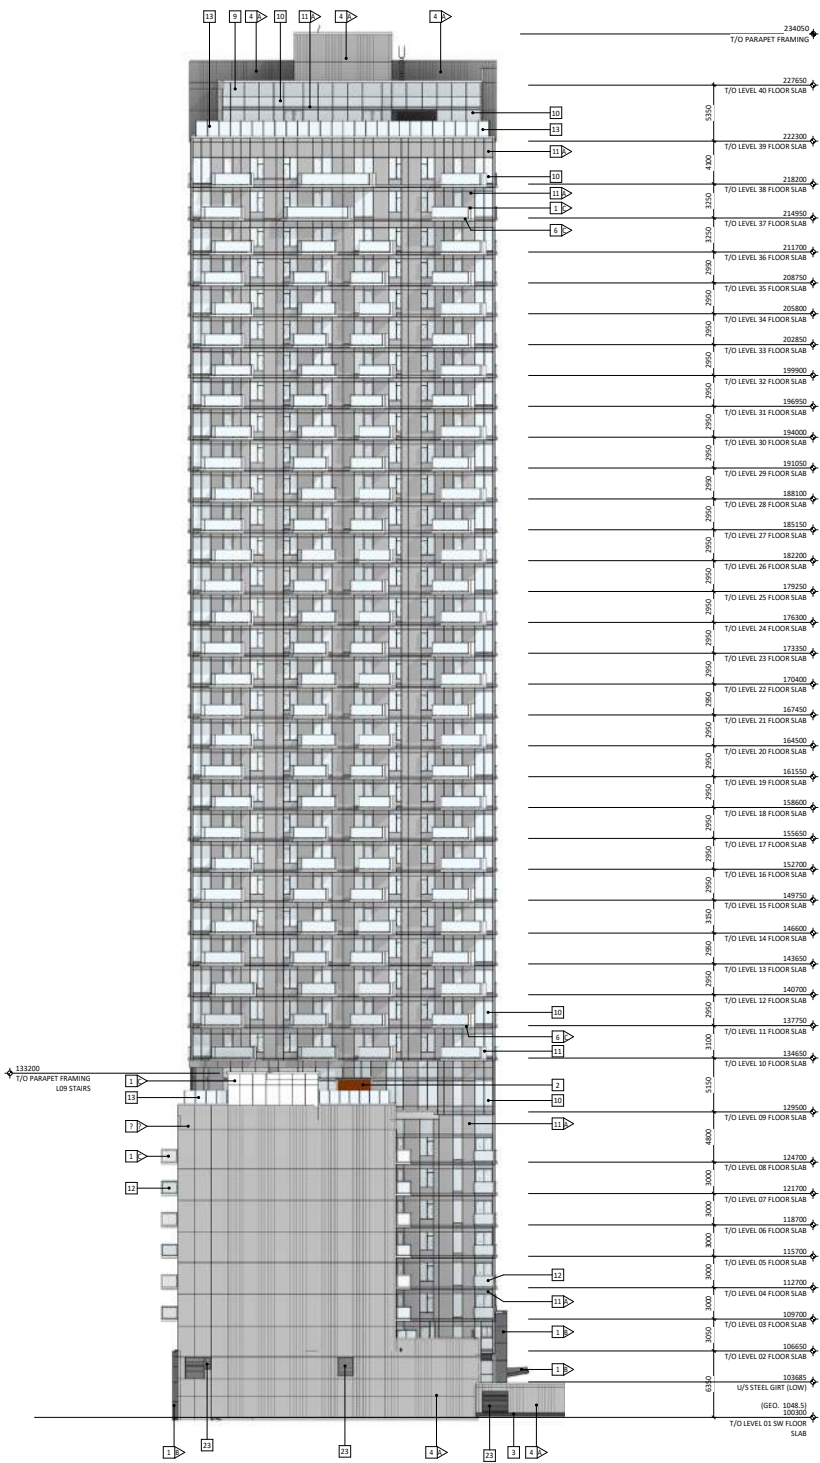 13 9 4 A 10 11 A 4 A 4 A
234050
T/O PARAPET FRAMING
227650
T/O LEVEL 40 FLOOR SLAB
5350
10
13
222300
T/O LEVEL 39 FLOOR SLAB
13
11 A
4100
10
218200
T/O LEVEL 38 FLOOR SLAB
11 A
3250
1 C
214950
T/O LEVEL 37 FLOOR SLAB
6 C
3250
211700
T/O LEVEL 36 FLOOR SLAB
2950
208750
T/O LEVEL 35 FLOOR SLAB
2950
205800
T/O LEVEL 34 FLOOR SLAB
2950
202850
T/O LEVEL 33 FLOOR SLAB
2950
199900
T/O LEVEL 32 FLOOR SLAB
2950
196950
T/O LEVEL 31 FLOOR SLAB
2950
194000
T/O LEVEL 30 FLOOR SLAB
2950
191050
T/O LEVEL 29 FLOOR SLAB
2950
188100
T/O LEVEL 28 FLOOR SLAB
2950
185150
T/O LEVEL 27 FLOOR SLAB
2950
182200
T/O LEVEL 26 FLOOR SLAB
2950
179250
T/O LEVEL 25 FLOOR SLAB
2950
176300
T/O LEVEL 24 FLOOR SLAB
2950
173350
T/O LEVEL 23 FLOOR SLAB
2950
170400
T/O LEVEL 22 FLOOR SLAB
2950
167450
T/O LEVEL 21 FLOOR SLAB
2950
164500
T/O LEVEL 20 FLOOR SLAB
2950
161550
T/O LEVEL 19 FLOOR SLAB
2950
158600
T/O LEVEL 18 FLOOR SLAB
2950
155650
T/O LEVEL 17 FLOOR SLAB
2950
152700
T/O LEVEL 16 FLOOR SLAB
2950
149750
T/O LEVEL 15 FLOOR SLAB
3150
146600
T/O LEVEL 14 FLOOR SLAB
2950
143650
T/O LEVEL 13 FLOOR SLAB
2950
140700
T/O LEVEL 12 FLOOR SLAB
2950
10
137750
T/O LEVEL 11 FLOOR SLAB
6 C
3100
11
134650
T/O LEVEL 10 FLOOR SLAB
133200
T/O PARAPET FRAMING
L09 STAIRS
1 C
2
5150
13
10
129500
T/O LEVEL 09 FLOOR SLAB
? ?
11 A
4800
1 C
124700
T/O LEVEL 08 FLOOR SLAB
3000
12
121700
T/O LEVEL 07 FLOOR SLAB
3000
118700
T/O LEVEL 06 FLOOR SLAB
3000
115700
T/O LEVEL 05 FLOOR SLAB
3000
12
112700
T/O LEVEL 04 FLOOR SLAB
11 A
3000
109700
T/O LEVEL 03 FLOOR SLAB
1 B
3050
106650
T/O LEVEL 02 FLOOR SLAB
1 B
103685
U/S STEEL GIRT (LOW)
6350
(GEO. 1048.5)
100300
T/O LEVEL 01 SW FLOOR
SLAB
1 B 23 23 4 A 23 3 4 A